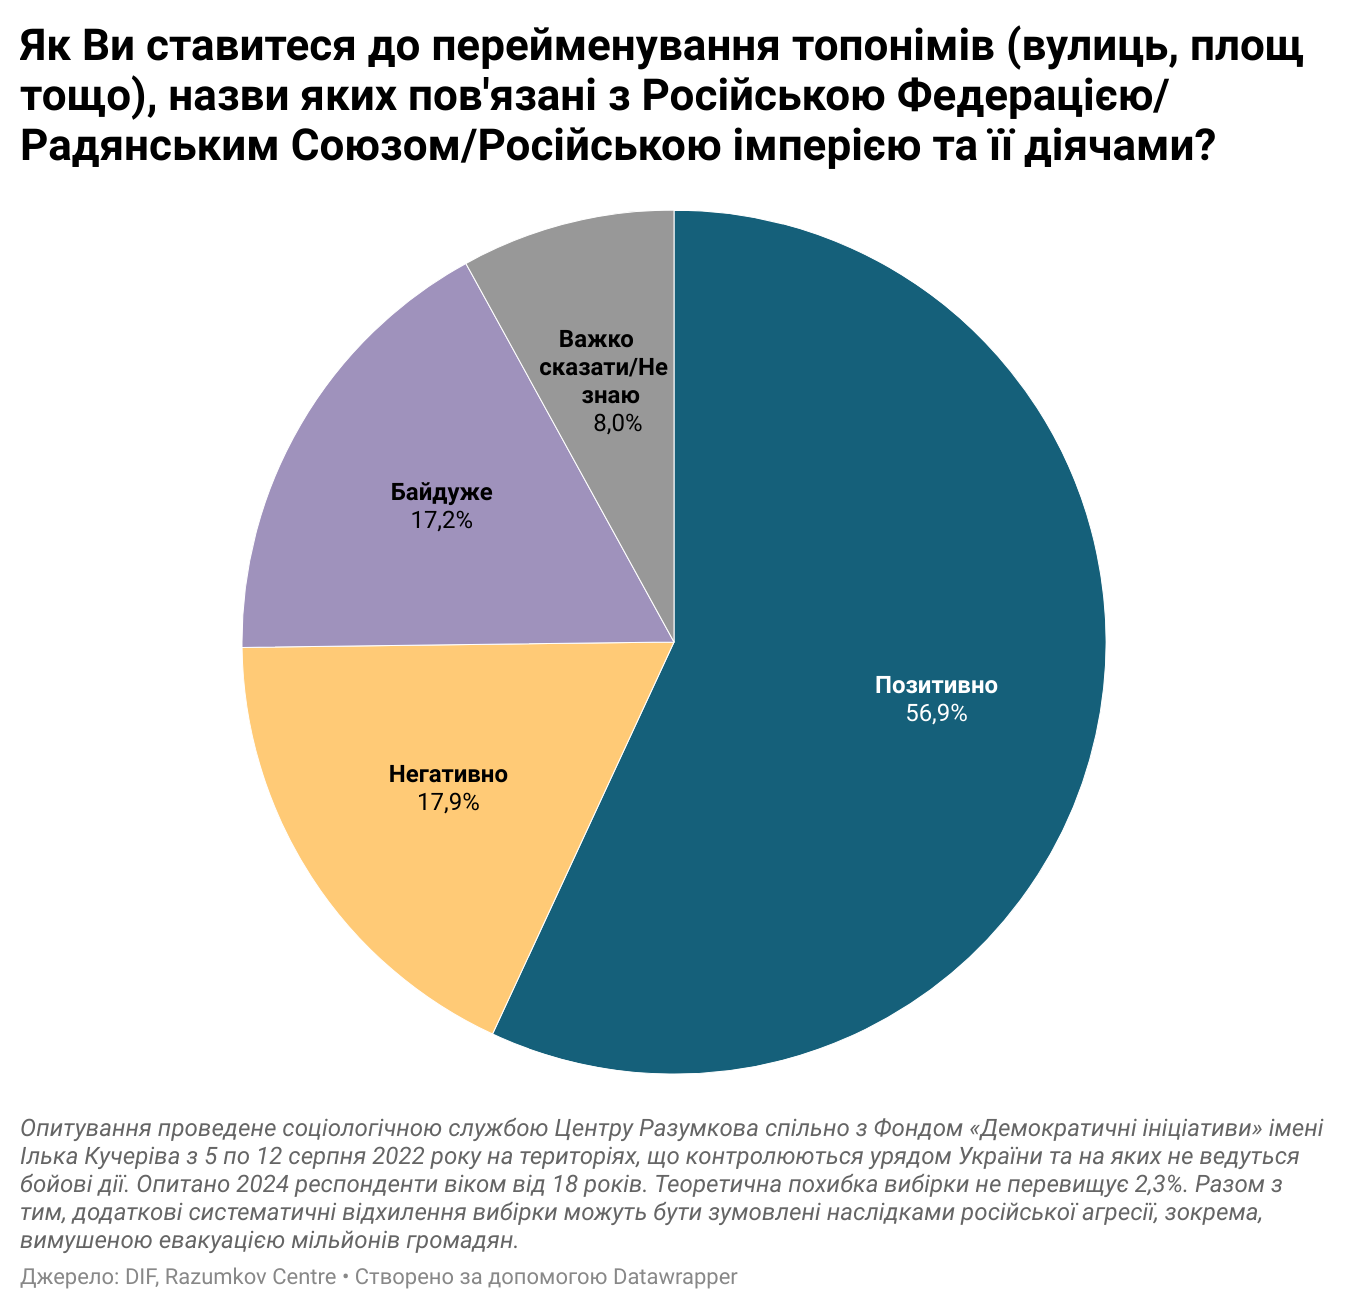 Як Ви ставитеся до перейменування топонімів (вулиць, площ
тощо), назви яких пов'язані з Російською Федерацією/
Радянським Союзом/Російською імперією та її діячами?
Важко
сказати/Не
знаю
8,0%
Байдуже
17,2%
Позитивно
56,9%
Негативно
17,9%
Опитування проведене соціологічною службою Центру Разумкова спільно з Фондом «Демократичні ініціативи» імені
Ілька Кучеріва з 5 по 12 серпня 2022 року на територіях, що контролюються урядом України та на яких не ведуться
бойові дії. Опитано 2024 респонденти віком від 18 років. Теоретична похибка вибірки не перевищує 2,3%. Разом з
тим, додаткові систематичні відхилення вибірки можуть бути зумовлені наслідками російської агресії, зокрема,
вимушеною евакуацією мільйонів громадян.
Джерело: DIF, Razumkov Centre • Створено за допомогою Datawrapper